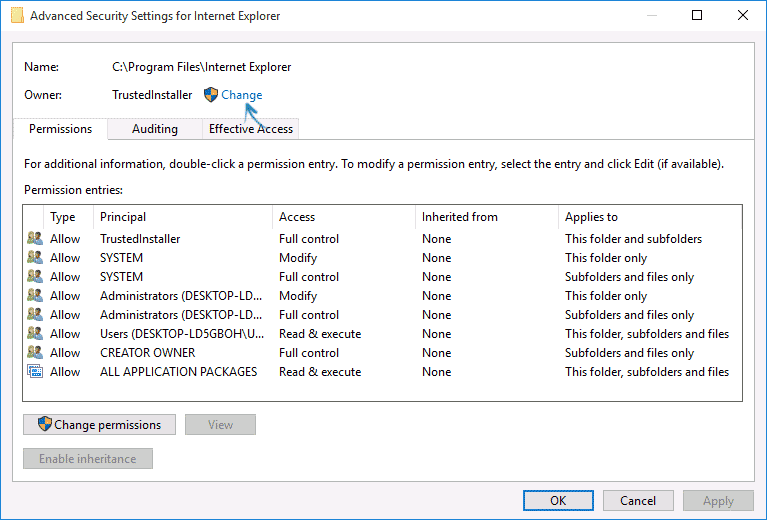 Advanced Security Settings for Internet Explorer
Name: C:\Program Files\Internet Explorer
Owner: TrustedInstaller Change
Permissions Auditing Effective Access
For additional information, double-click a permission entry. To modify a permission entry, select the entry and click Edit (if available).
Permission entries:
Type Principal Access Inherited from Applies to
Allow TrustedInstaller Full control None This folder and subfolders
Allow SYSTEM Modify None This folder only
Allow SYSTEM Full control None Subfolders and files only
Allow Administrators (DESKTOP-LD... Modify None This folder only
Allow Administrators (DESKTOP-LD... Full control None Subfolders and files only
Allow Users (DESKTOP-LD5GBOH\U... Read & execute None This folder, subfolders and files
Allow CREATOR OWNER Full control None Subfolders and files only
Allow ALL APPLICATION PACKAGES Read & execute None This folder, subfolders and files
Change permissions View
Enable inheritance
OK Cancel Apply